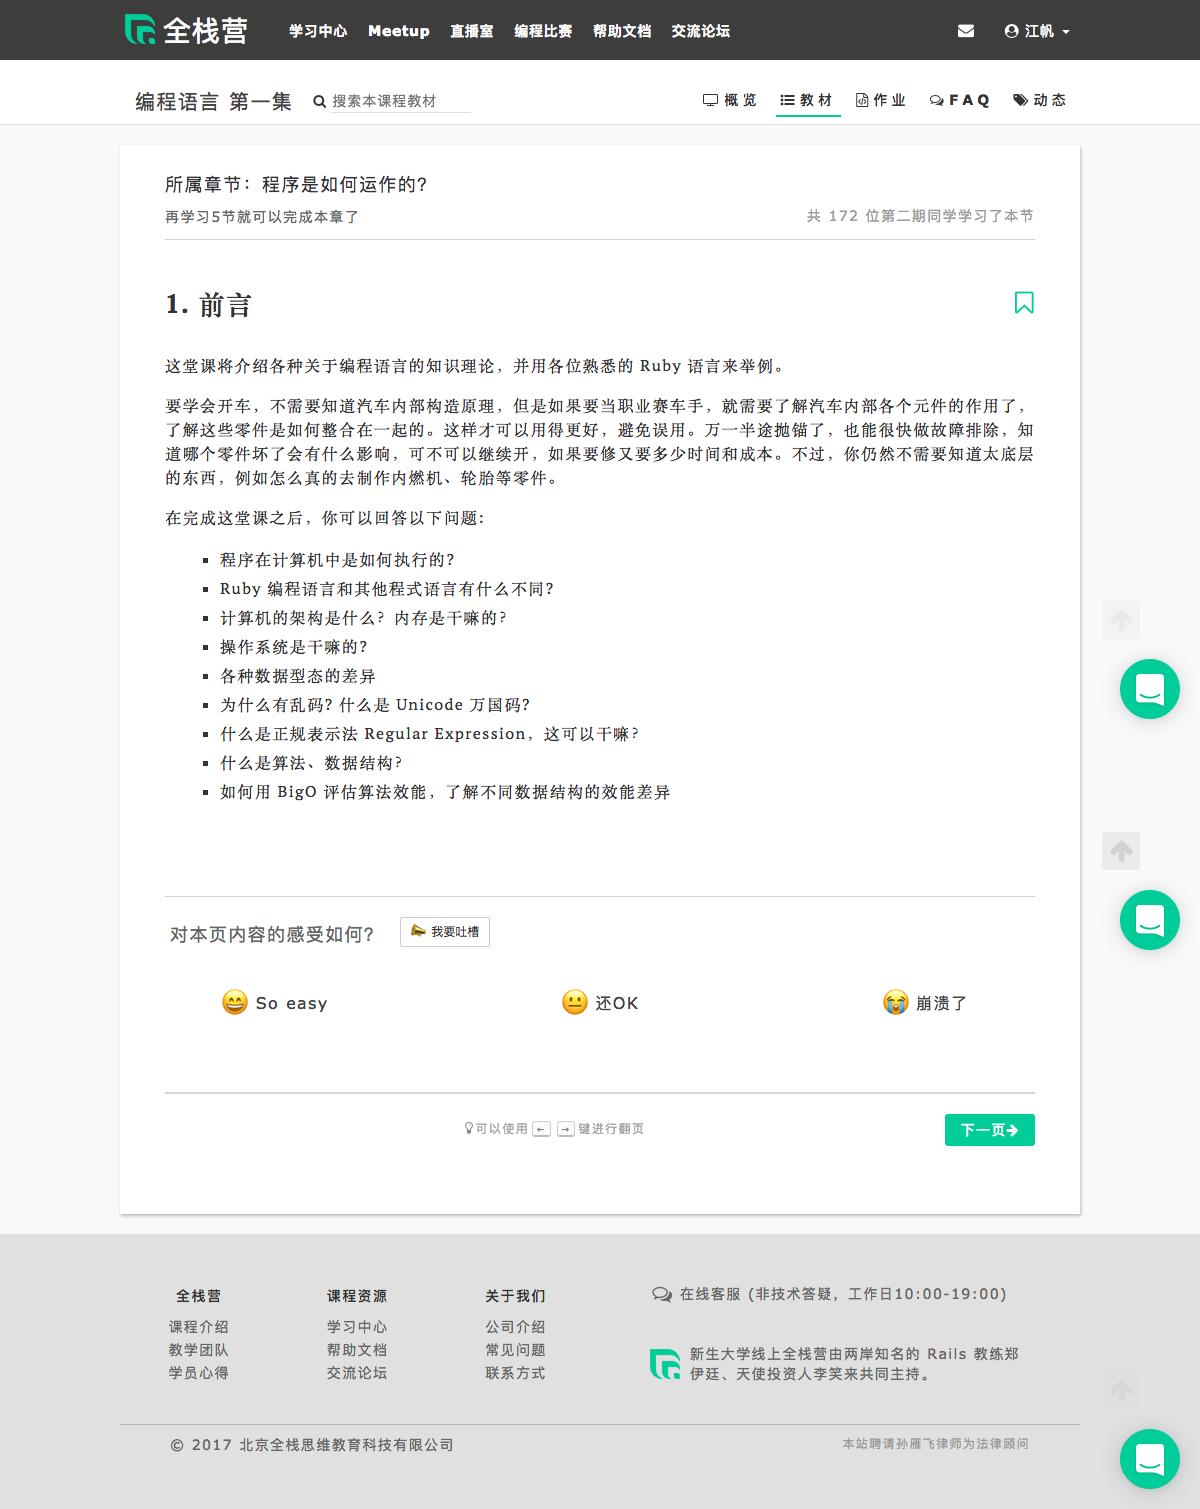 全栈营
学习中心 Meetup 直播室 编程比赛 帮助文档 交流论坛 江帆
编程语言 第一集 搜索本课程教材 概览 教材 作业 FAQ 动态
所属章节：程序是如何运作的？
再学习5节就可以完成本章了 共 172 位第二期同学学习了本节
1. 前言
这堂课将介绍各种关于编程语言的知识理论，并用各位熟悉的 Ruby 语言来举例。
要学会开车，不需要知道汽车内部构造原理，但是如果要当职业赛车手，就需要了解汽车内部各个元件的作用了，
了解这些零件是如何整合在一起的。这样才可以用得更好，避免误用。万一半途抛锚了，也能很快做故障排除，知
道哪个零件坏了会有什么影响，可不可以继续开，如果要修又要多少时间和成本。不过，你仍然不需要知道太底层
的东西，例如怎么真的去制作内燃机、轮胎等零件。
在完成这堂课之后，你可以回答以下问题：
程序在计算机中是如何执行的？
Ruby 编程语言和其他程式语言有什么不同？
计算机的架构是什么？内存是干嘛的？
操作系统是干嘛的？
各种数据型态的差异
为什么有乱码? 什么是 Unicode 万国码？
什么是正规表示法 Regular Expression，这可以干嘛？
什么是算法、数据结构？
如何用 BigO 评估算法效能，了解不同数据结构的效能差异
对本页内容的感受如何？ 我要吐槽
So easy 还OK 崩溃了
可以使用 ← → 键进行翻页 下一页
全栈营 课程资源 关于我们 在线客服 (非技术答疑，工作日10:00-19:00)
课程介绍 学习中心 公司介绍
教学团队 帮助文档 常见问题
学员心得 交流论坛 联系方式
新生大学线上全栈营由两岸知名的 Rails 教练郑
伊廷、天使投资人李笑来共同主持。
© 2017 北京全栈思维教育科技有限公司 本站聘请孙雁飞律师为法律顾问